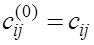 c_{ij}^{(0)} = c_{ij}